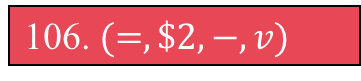 106. (=, $2, −, v)